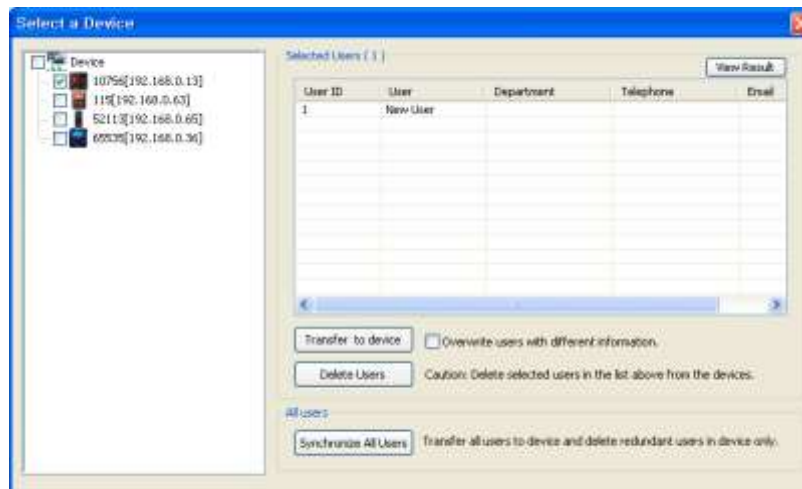 Select a Device
Device
10756[192.168.0.13]
115[192.168.0.63]
52113[192.168.0.65]
65535[192.168.0.36]
Selected Users ( 1 )
View Result
User ID User Department Telephone Email
1 New User
Transfer to device Overwrite users with different information.
Delete Users Caution: Delete selected users in the list above from the devices.
All users
Synchronize All Users Transfer all users to device and delete redundant users in device only.